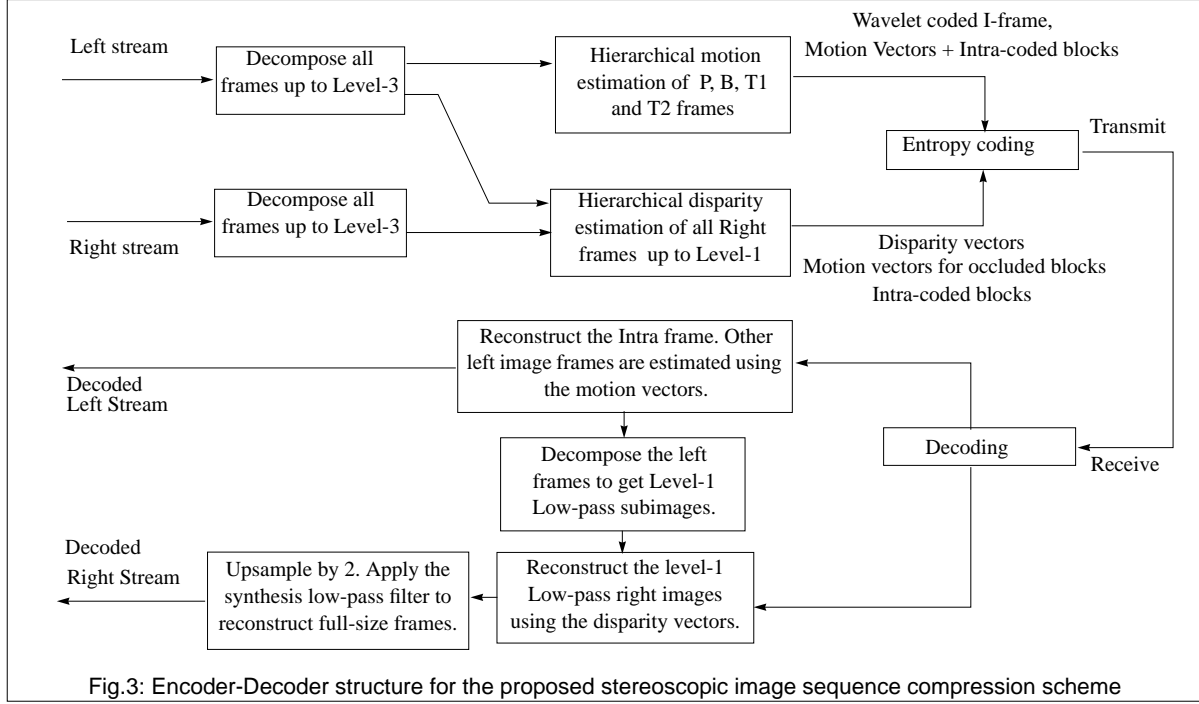 Left stream
Decompose all
frames up to Level-3
Hierarchical motion
estimation of P, B, T1
and T2 frames
Wavelet coded I-frame,
Motion Vectors + Intra-coded blocks
Entropy coding
Transmit
Right stream
Decompose all
frames up to Level-3
Hierarchical disparity
estimation of all Right
frames up to Level-1
Disparity vectors
Motion vectors for occluded blocks
Intra-coded blocks
Reconstruct the Intra frame. Other
left image frames are estimated using
the motion vectors.
Decoded
Left Stream
Decoding
Receive
Decompose the left
frames to get Level-1
Low-pass subimages.
Decoded
Right Stream
Upsample by 2. Apply the
synthesis low-pass filter to
reconstruct full-size frames.
Reconstruct the level-1
Low-pass right images
using the disparity vectors.
Fig.3: Encoder-Decoder structure for the proposed stereoscopic image sequence compression scheme